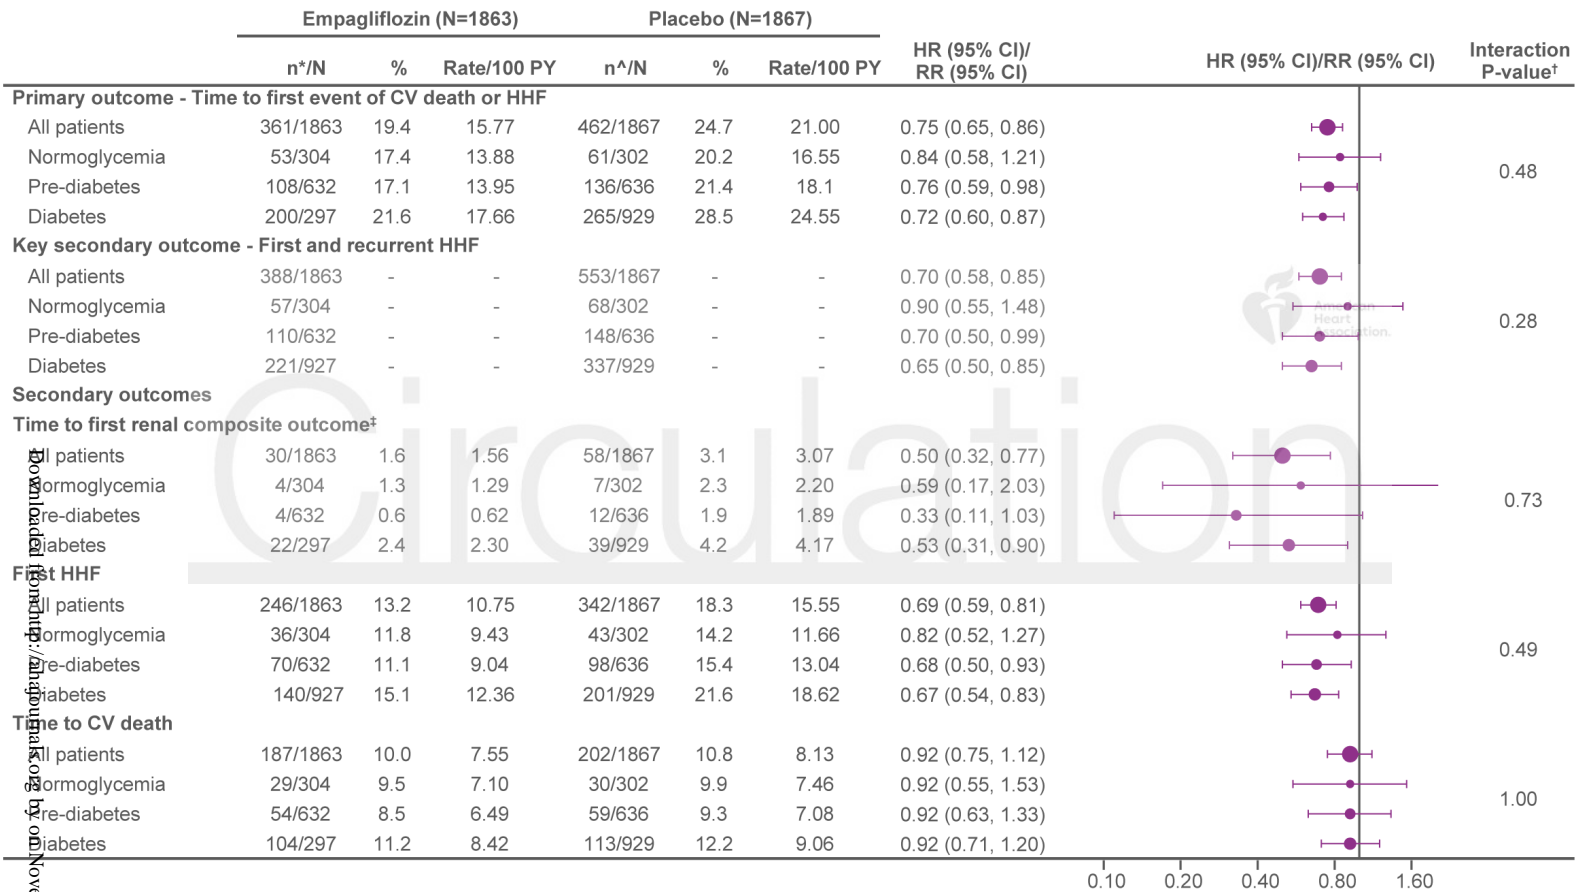 Empagliflozin (N=1863) Placebo (N=1867)
n*/N % Rate/100 PY n^/N % Rate/100 PY HR (95% CI)/ RR (95% CI) HR (95% CI)/RR (95% CI) Interaction P-value†
Primary outcome - Time to first event of CV death or HHF
All patients 361/1863 19.4 15.77 462/1867 24.7 21.00 0.75 (0.65, 0.86)
Normoglycemia 53/304 17.4 13.88 61/302 20.2 16.55 0.84 (0.58, 1.21)
0.48
Pre-diabetes 108/632 17.1 13.95 136/636 21.4 18.1 0.76 (0.59, 0.98)
Diabetes 200/297 21.6 17.66 265/929 28.5 24.55 0.72 (0.60, 0.87)
Key secondary outcome - First and recurrent HHF
All patients 388/1863 - - 553/1867 - - 0.70 (0.58, 0.85)
Normoglycemia 57/304 - - 68/302 - - 0.90 (0.55, 1.48)
American
Heart
Association.
0.28
Pre-diabetes 110/632 - - 148/636 - - 0.70 (0.50, 0.99)
Diabetes 221/927 - - 337/929 - - 0.65 (0.50, 0.85)
Secondary outcomes
Time to first renal composite outcome‡
Circulation
All patients 30/1863 1.6 1.56 58/1867 3.1 3.07 0.50 (0.32, 0.77)
Normoglycemia 4/304 1.3 1.29 7/302 2.3 2.20 0.59 (0.17, 2.03)
0.73
Pre-diabetes 4/632 0.6 0.62 12/636 1.9 1.89 0.33 (0.11, 1.03)
Diabetes 22/297 2.4 2.30 39/929 4.2 4.17 0.53 (0.31, 0.90)
First HHF
All patients 246/1863 13.2 10.75 342/1867 18.3 15.55 0.69 (0.59, 0.81)
Normoglycemia 36/304 11.8 9.43 43/302 14.2 11.66 0.82 (0.52, 1.27)
0.49
Pre-diabetes 70/632 11.1 9.04 98/636 15.4 13.04 0.68 (0.50, 0.93)
Diabetes 140/927 15.1 12.36 201/929 21.6 18.62 0.67 (0.54, 0.83)
Time to CV death
All patients 187/1863 10.0 7.55 202/1867 10.8 8.13 0.92 (0.75, 1.12)
Normoglycemia 29/304 9.5 7.10 30/302 9.9 7.46 0.92 (0.55, 1.53)
1.00
Pre-diabetes 54/632 8.5 6.49 59/636 9.3 7.08 0.92 (0.63, 1.33)
Diabetes 104/297 11.2 8.42 113/929 12.2 9.06 0.92 (0.71, 1.20)
0.10 0.20 0.40 0.80 1.60
Downloaded from http://ahajournals.org by on Nove